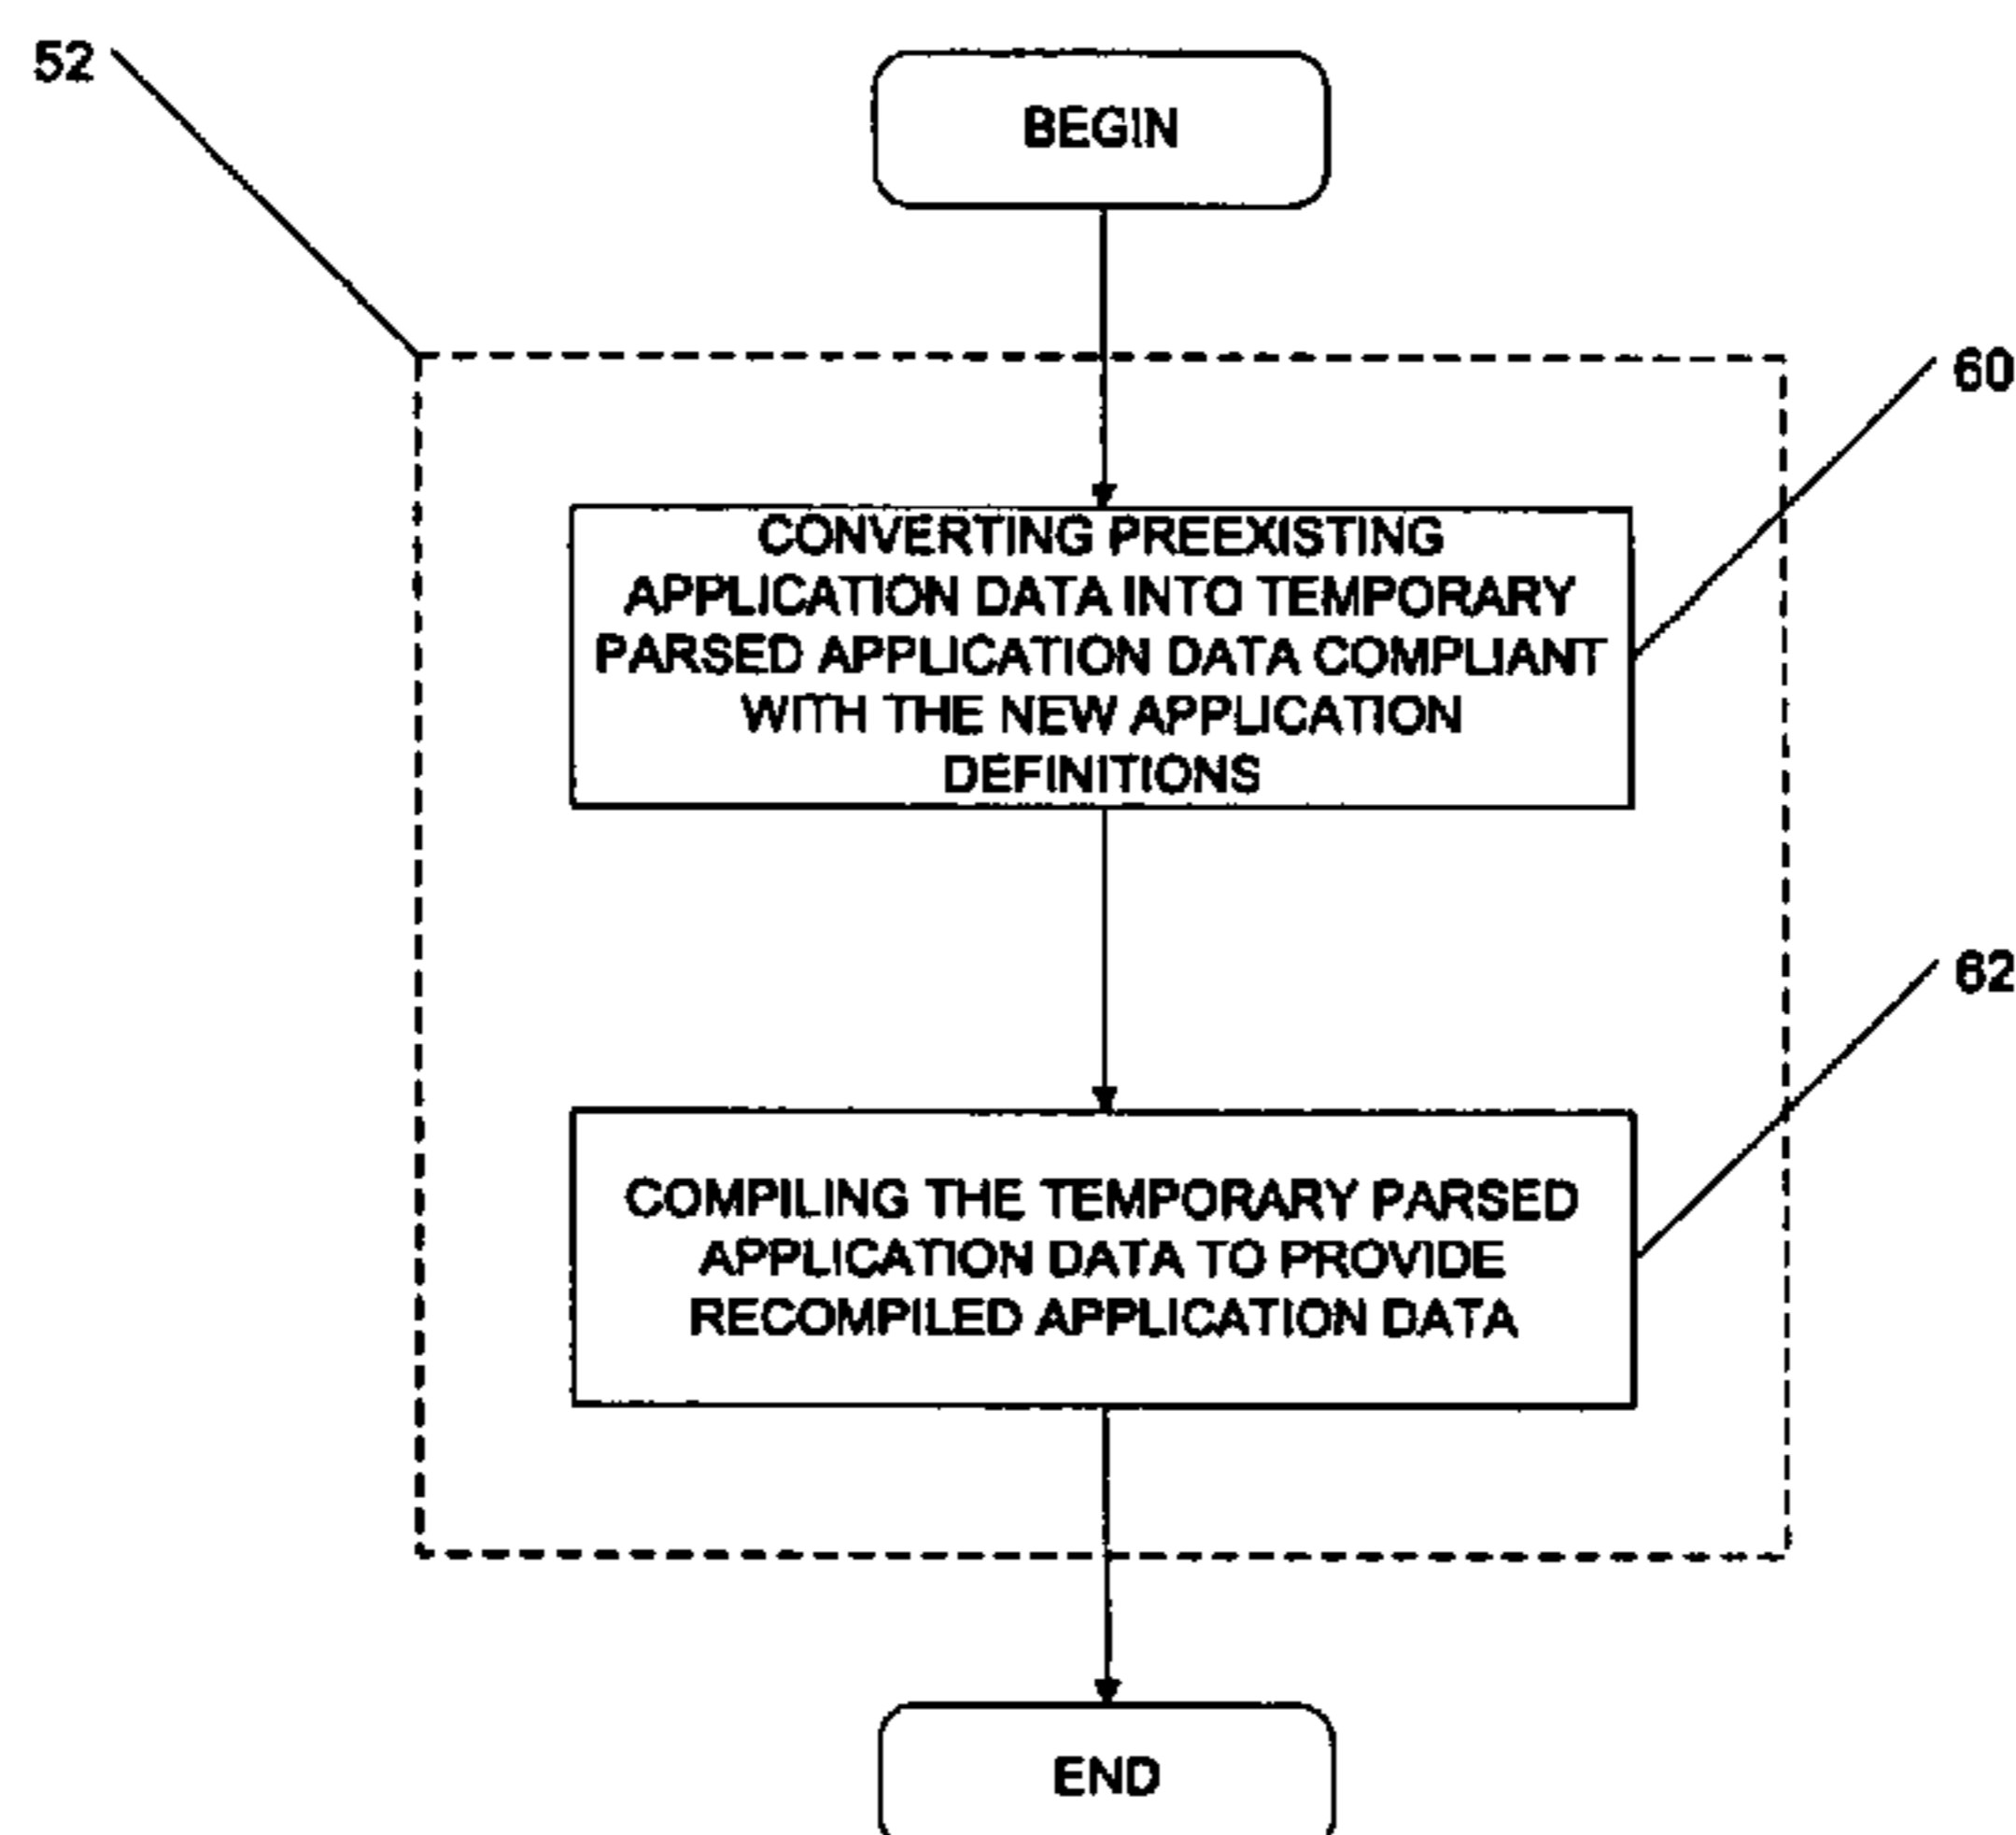 52
BEGIN
60
CONVERTING PREEXISTING
APPLICATION DATA INTO TEMPORARY
PARSED APPLICATION DATA COMPLIANT
WITH THE NEW APPLICATION
DEFINITIONS
62
COMPILING THE TEMPORARY PARSED
APPLICATION DATA TO PROVIDE
RECOMPILED APPLICATION DATA
END